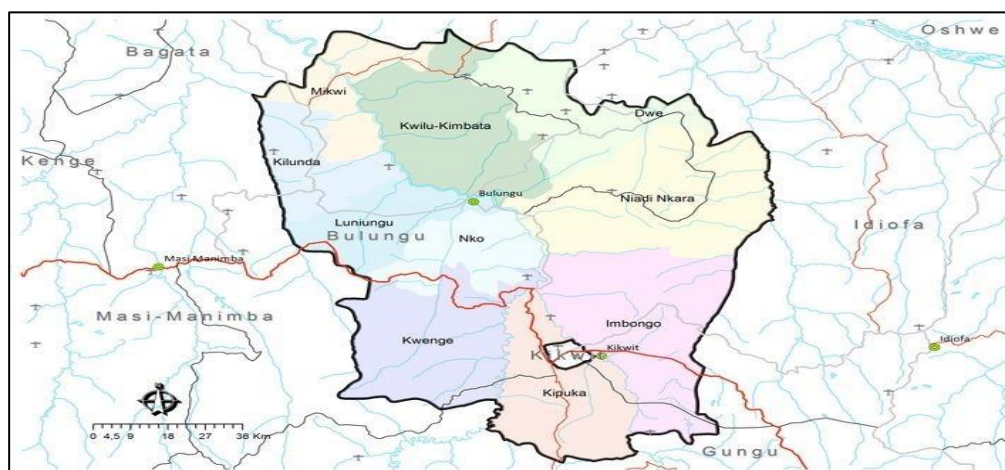 Oshwe
Bagata
Mikwi
Dwe
Kwilu-Kimbata
Kenge
Kilunda
Bulungu
Niadi Nkara
Luniungu
Idiofa
Bulungu
Nko
Masi Manimba
Masi-Manimba
Imbongo
Kwenge
Kikwit
Idiofa
Kipuka
0 4,5 9 18 27 36 Km
Gungu